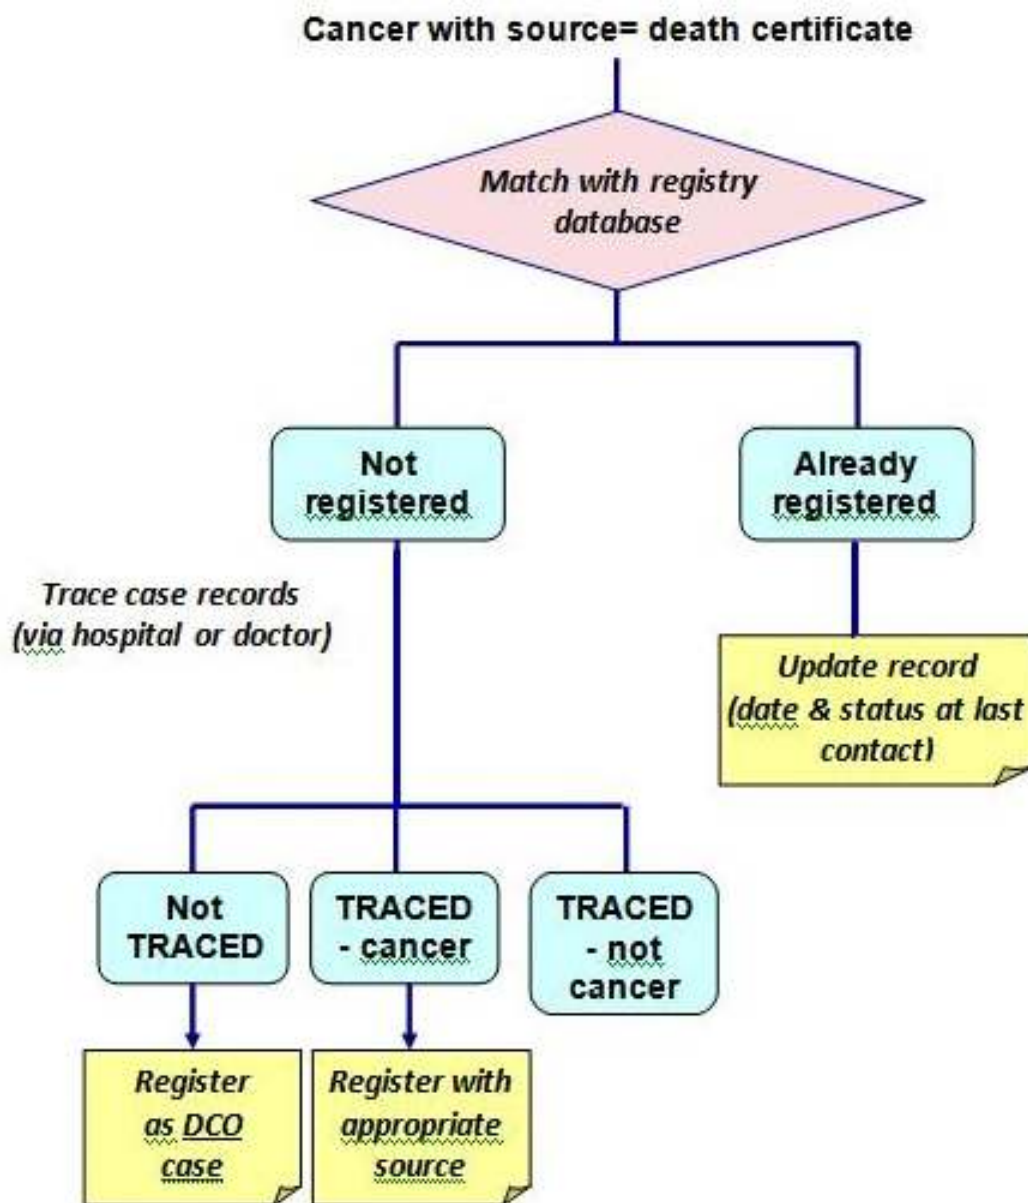 Cancer with source= death certificate
Match with registry
database
Not
registered
Already
registered
Trace case records
(via hospital or doctor)
Update record
(date & status at last
contact)
Not
TRACED
TRACED
- cancer
TRACED
- not
cancer
Register
as DCO
case
Register with
appropriate
source